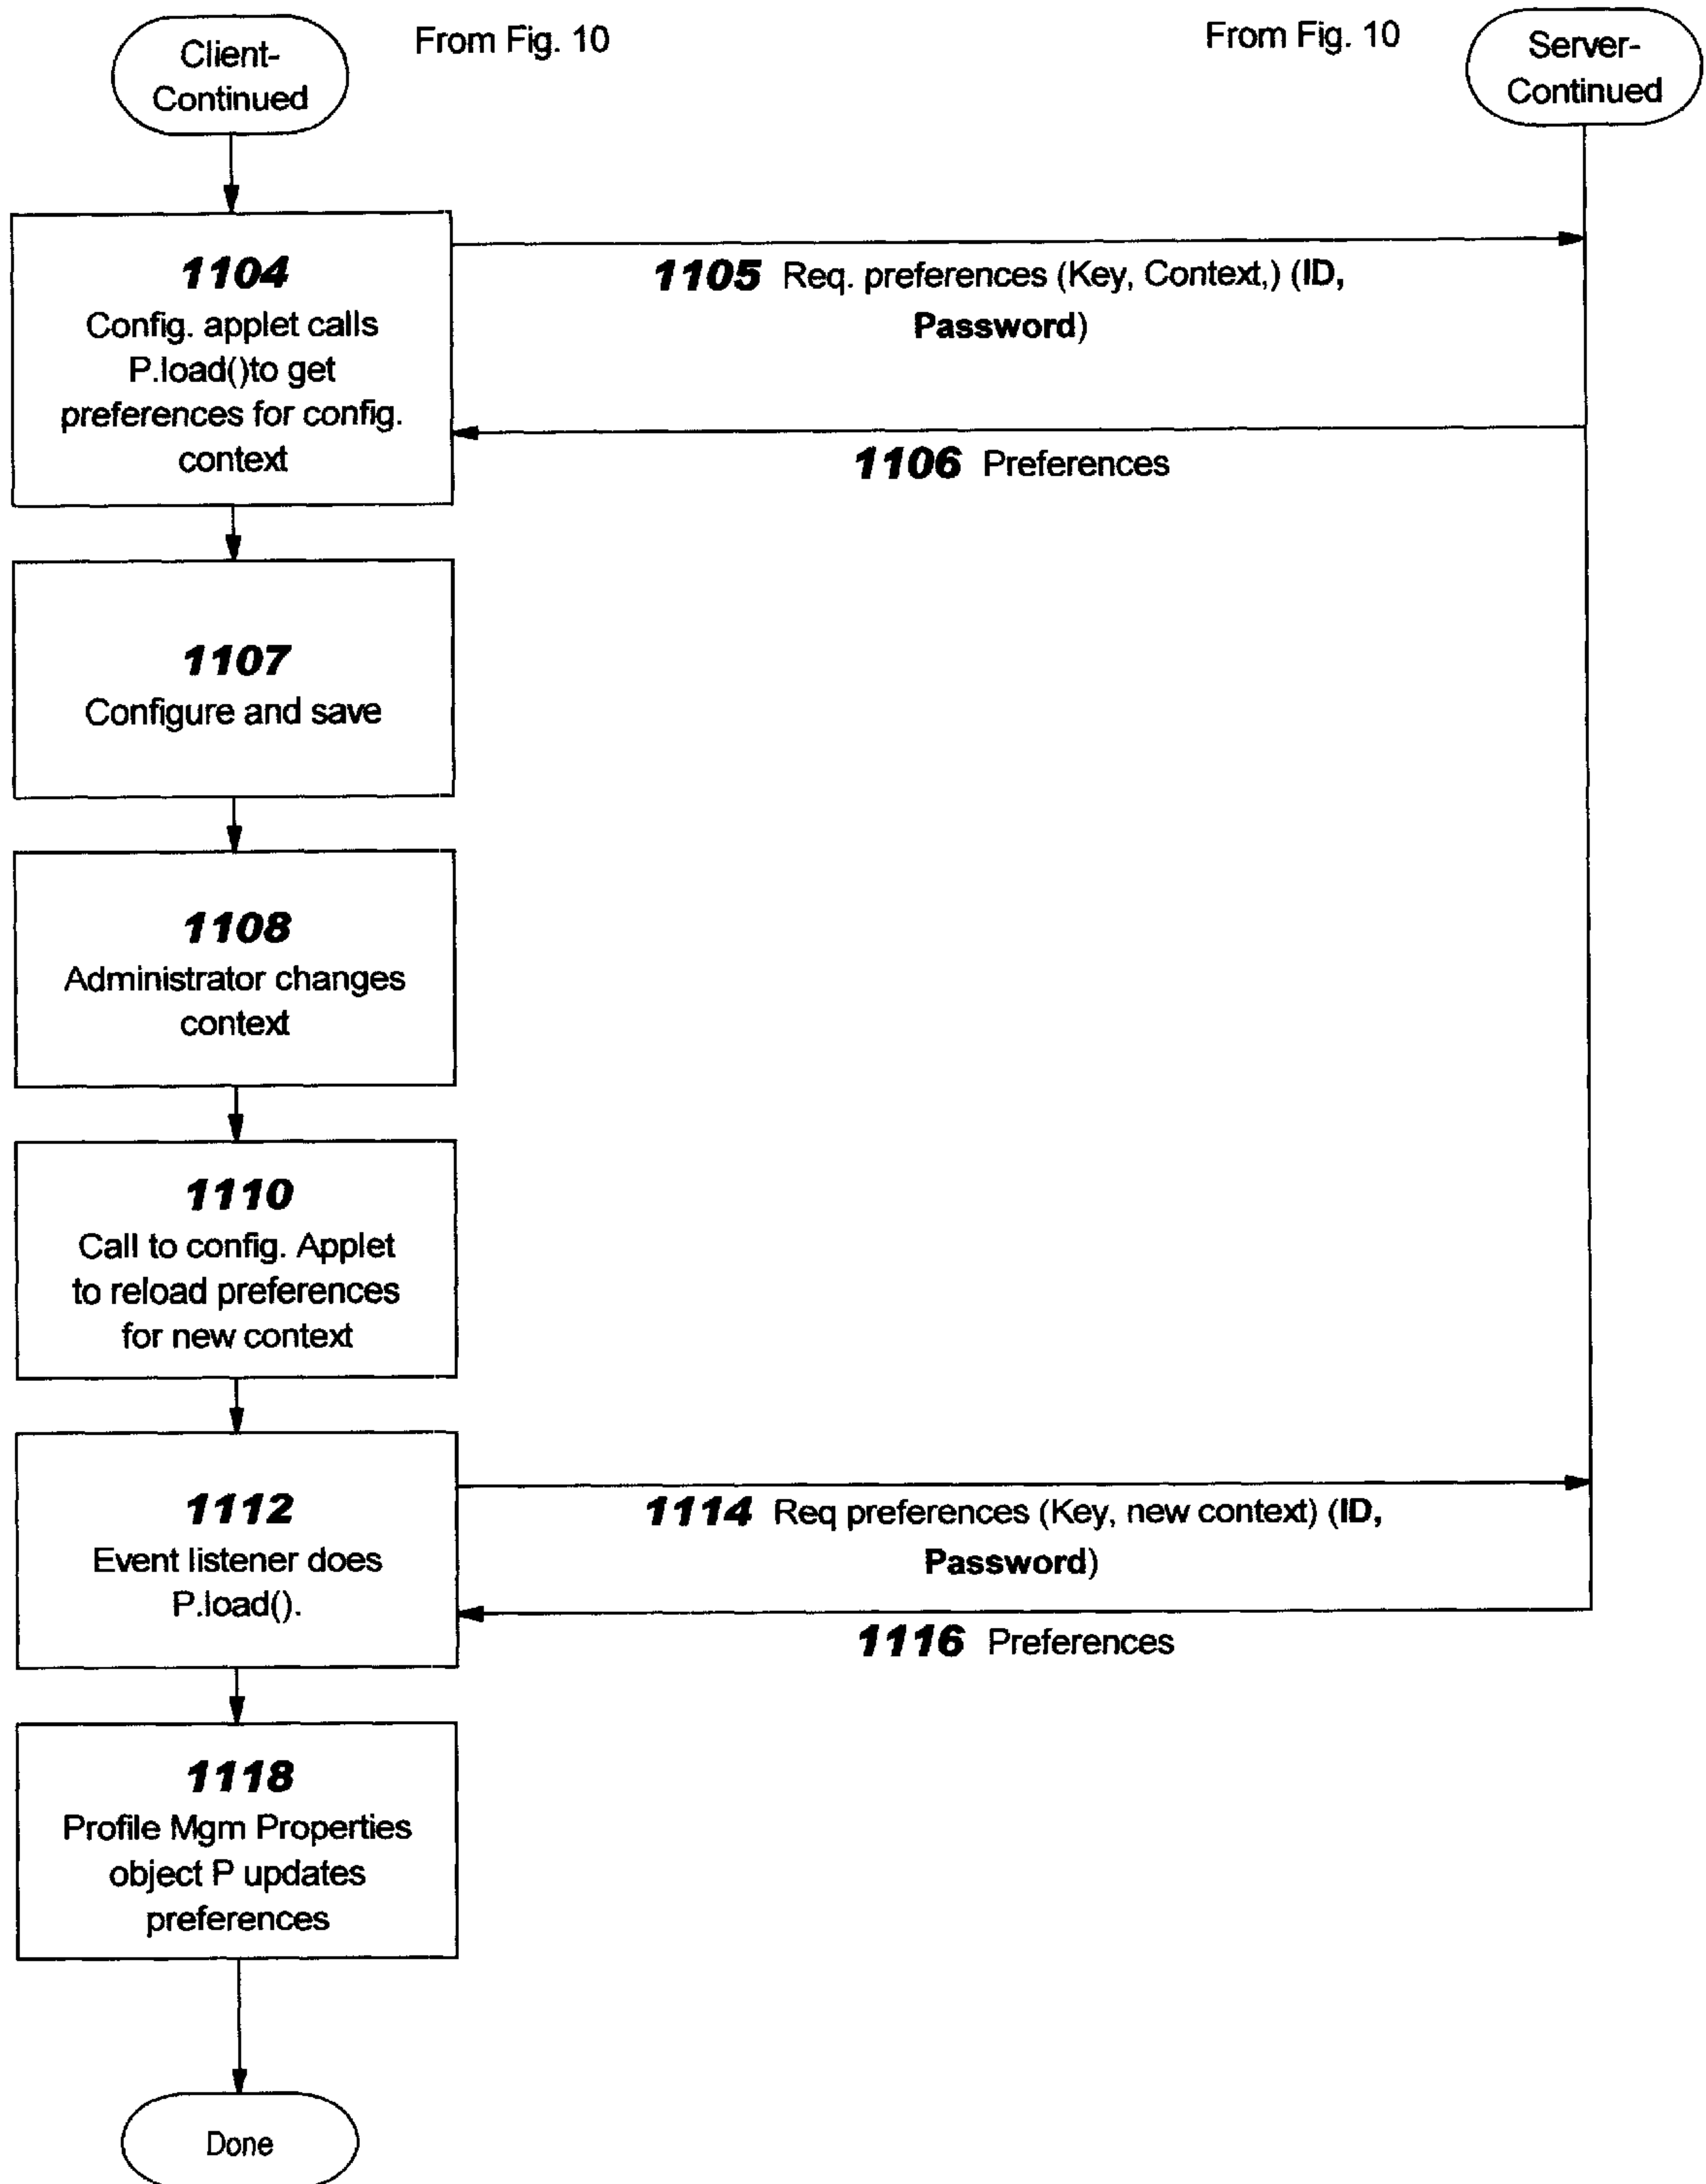 Client-
Continued
From Fig. 10
From Fig. 10
Server-
Continued
1104
Config. applet calls
P.load()to get
preferences for config.
context
1105 Req. preferences (Key, Context,) (ID,
Password)
1106 Preferences
1107
Configure and save
1108
Administrator changes
context
1110
Call to config. Applet
to reload preferences
for new context
1112
Event listener does
P.load().
1114 Req preferences (Key, new context) (ID,
Password)
1116 Preferences
1118
Profile Mgm Properties
object P updates
preferences
Done